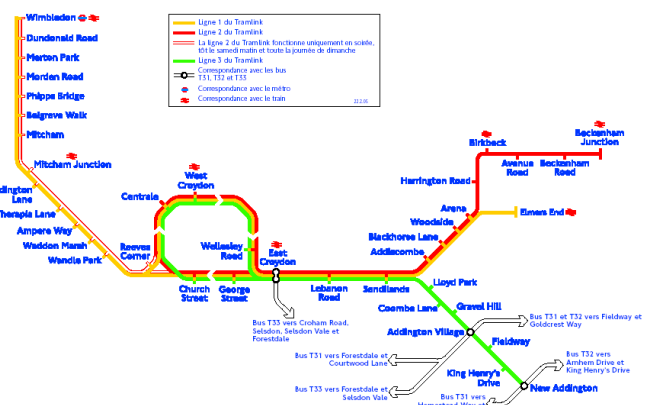 Wimbledon
Dundonald Road
Merton Park
Morden Road
Phipps Bridge
Belgrave Walk
Mitcham
Mitcham Junction
Lane
Therapia Lane
Ampere Way
Waddon Marsh
Wandle Park
Ligne 1 du Tramlink
Ligne 2 du Tramlink
La ligne 2 du Tramlink fonctionne uniquement en soirée,
tôt le samedi matin et toute la journée de dimanche
Ligne 3 du Tramlink
Correspondance avec les bus
T31, T32 et T33
Correspondance avec le métro
Correspondance avec le train
Centrale
West
Croydon
Reeves
Corner
Wellesley
Road
East
Croydon
Church
Street
George
Street
Lebanon
Road
Sandilands
Addiscombe
Blackhorse Lane
Woodside
Arena
Elmers End
Harrington Road
Birkbeck
Avenue
Road
Beckenham
Road
Beckenham
Junction
Lloyd Park
Coombe Lane
Gravel Hill
Addington Village
Fieldway
King Henry's
Drive
New Addington
Bus T33 vers Croham Road,
Selsdon, Selsdon Vale et
Forestdale
Bus T31 vers Forestdale et
Courtwood Lane
Bus T33 vers Forestdale et
Selsdon Vale
Bus T31 et T32 vers Fieldway et
Goldcrest Way
Bus T32 vers
Arnhem Drive et
King Henry's Drive
Bus T31 vers